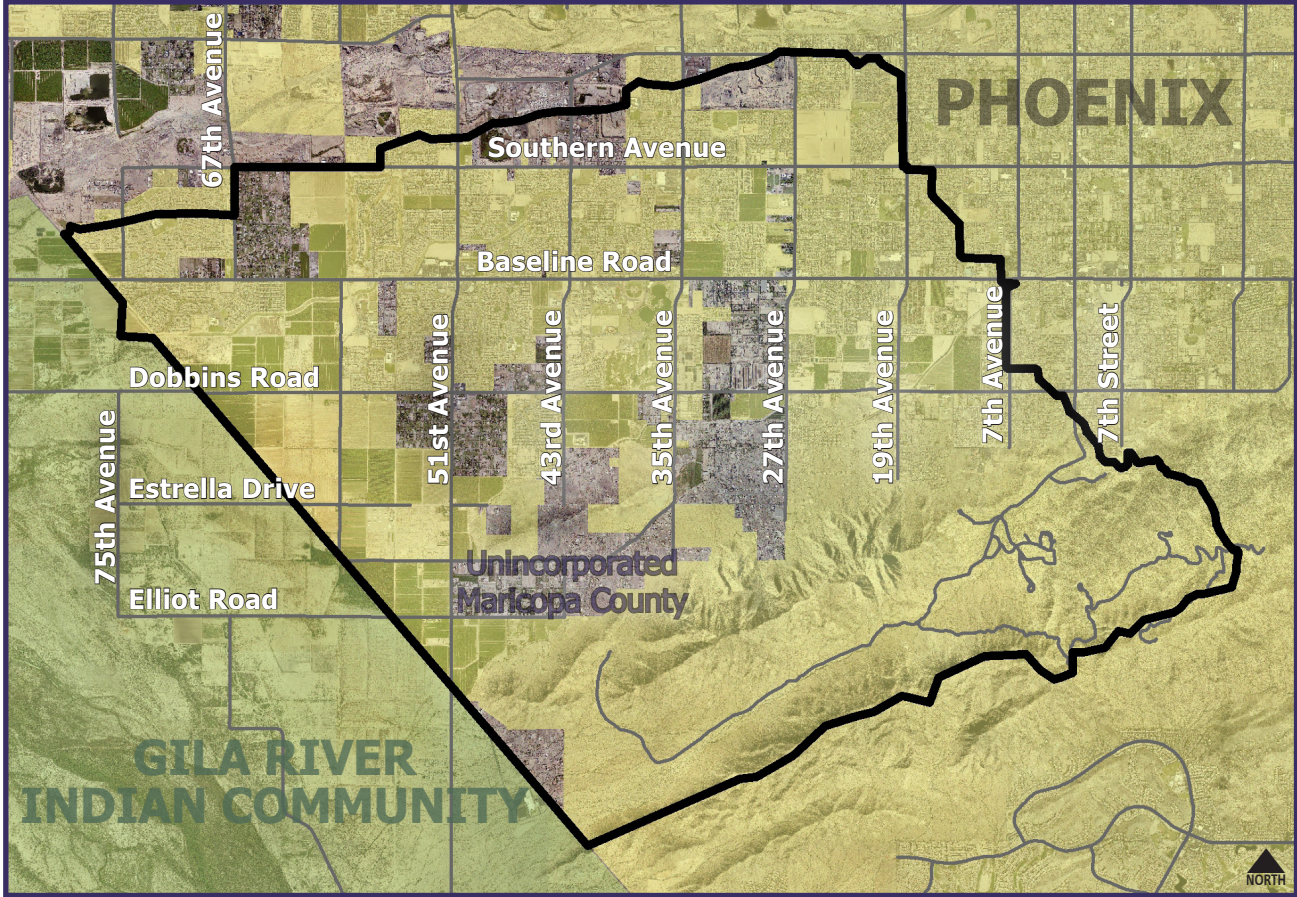 67th Avenue
PHOENIX
Southern Avenue
Baseline Road
Dobbins Road
51st Avenue
43rd Avenue
35th Avenue
27th Avenue
19th Avenue
7th Avenue
7th Street
75th Avenue
Estrella Drive
Unincorporated
Maricopa County
Elliot Road
GILA RIVER
INDIAN COMMUNITY
NORTH